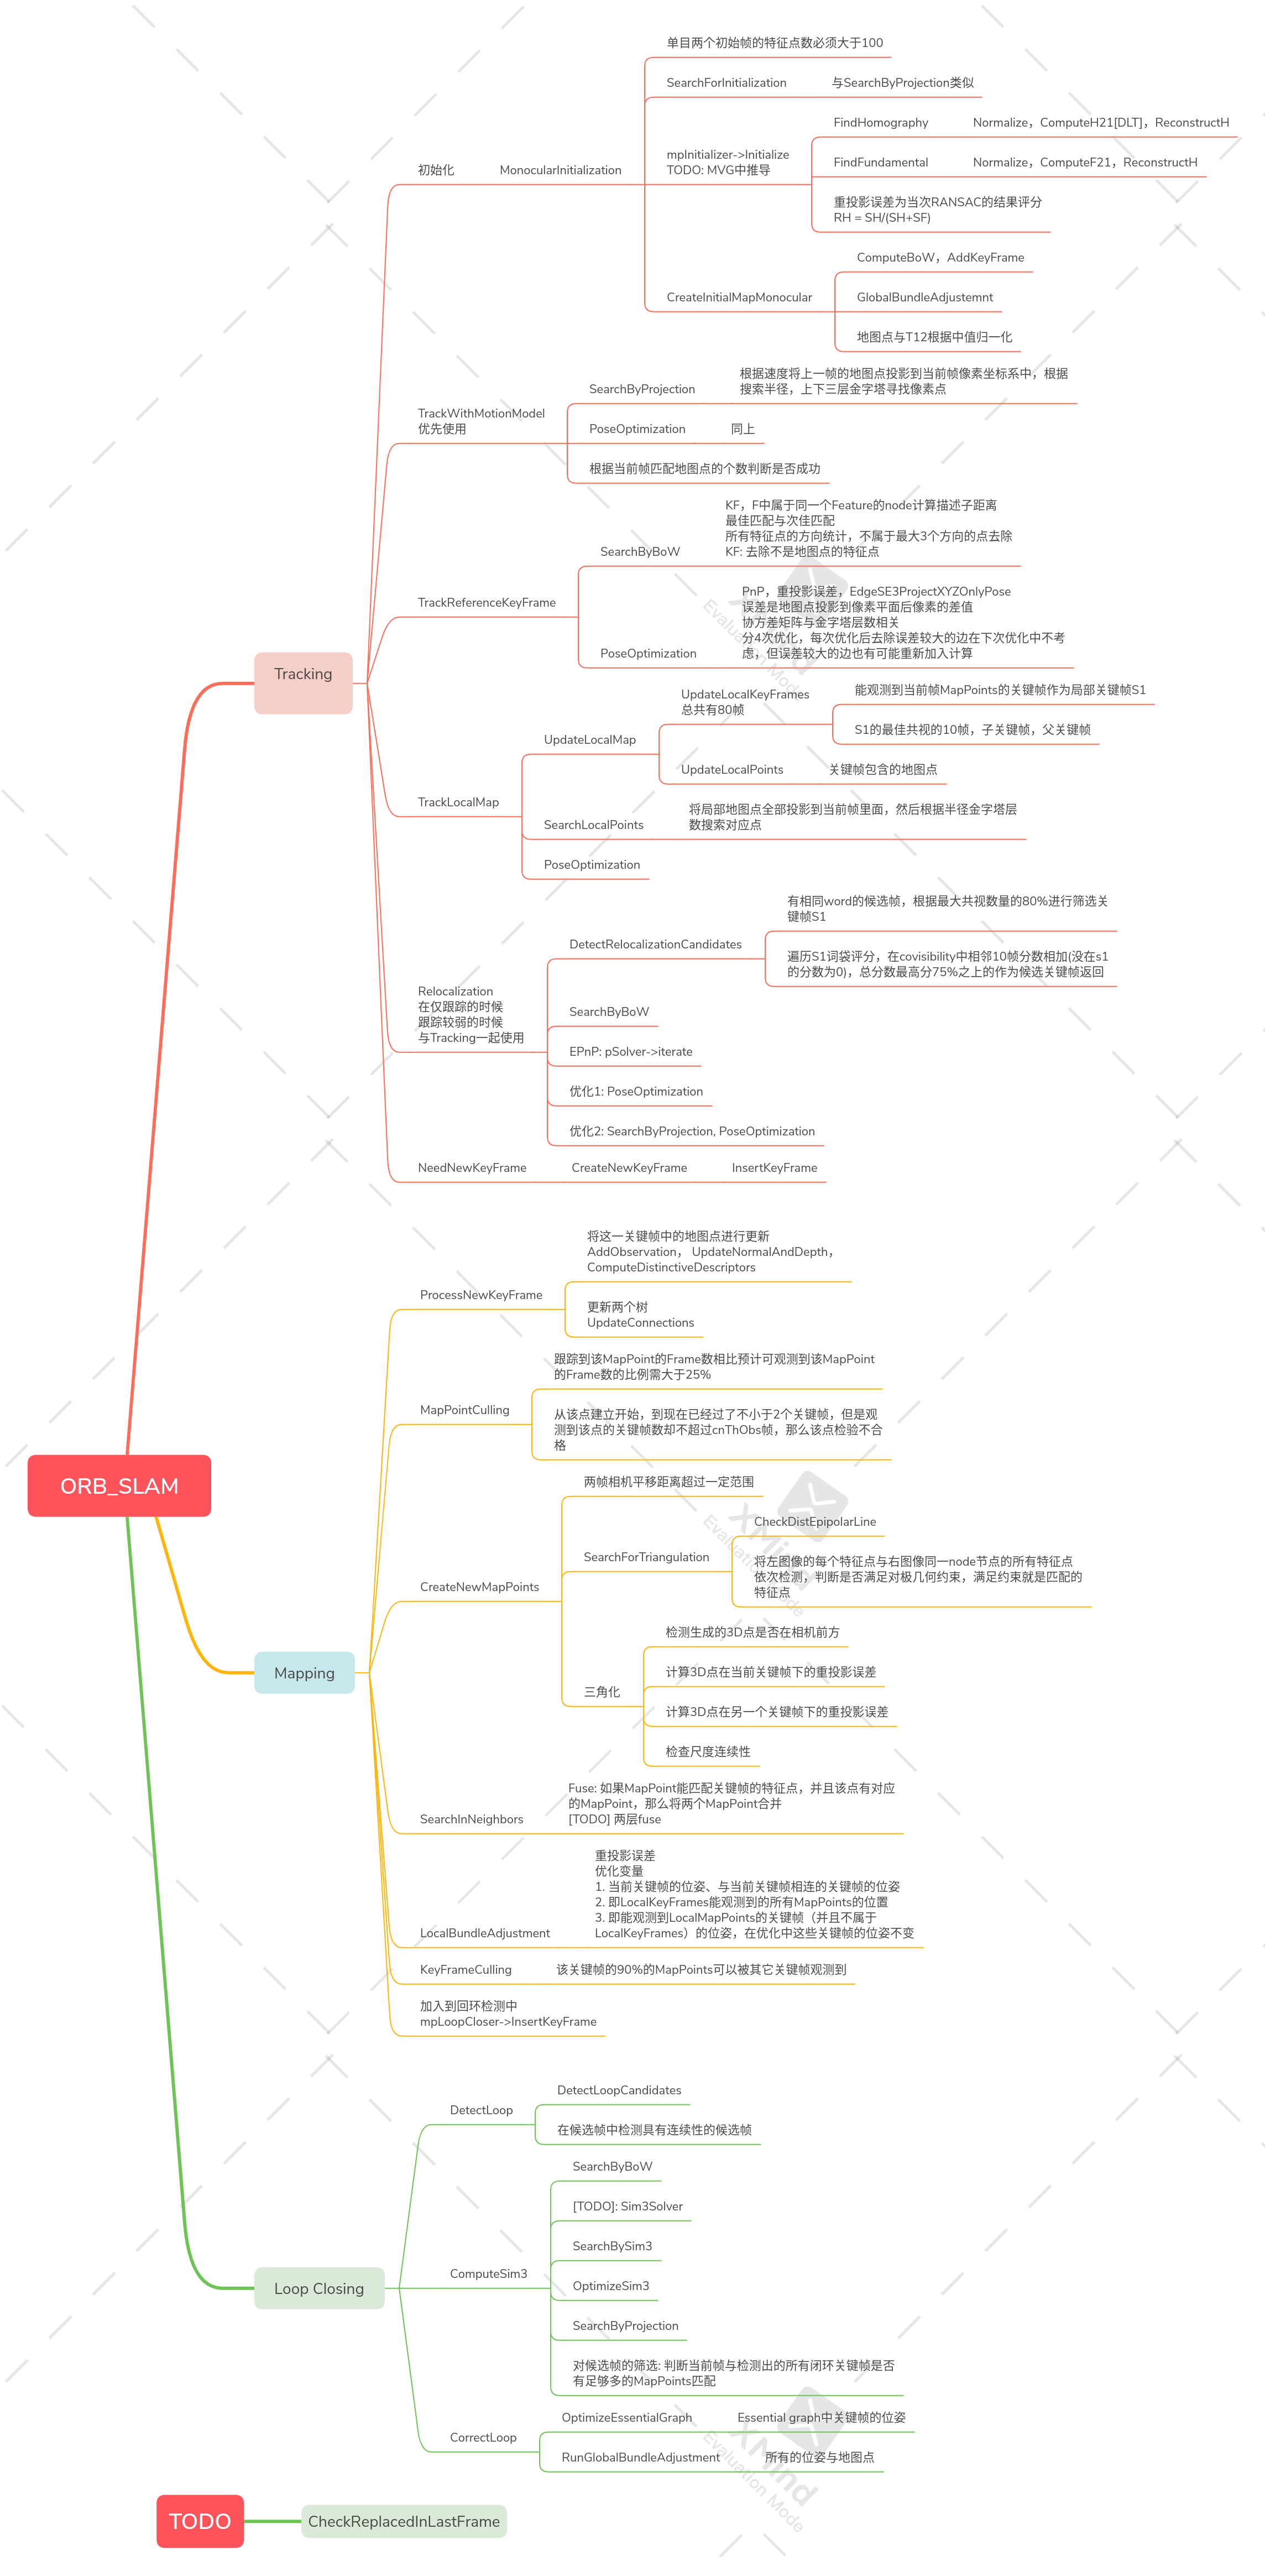 ORB_SLAM
Tracking
初始化
MonocularInitialization
单目两个初始帧的特征点数必须大于100
SearchForInitialization
与SearchByProjection类似
mpInitializer->Initialize
TODO: MVG中推导
FindHomography
Normalize，ComputeH21[DLT]，ReconstructH
FindFundamental
Normalize，ComputeF21，ReconstructH
重投影误差为当次RANSAC的结果评分
RH = SH/(SH+SF)
CreateInitialMapMonocular
ComputeBoW，AddKeyFrame
GlobalBundleAdjustemnt
地图点与T12根据中值归一化
TrackWithMotionModel
优先使用
SearchByProjection
根据速度将上一帧的地图点投影到当前帧像素坐标系中，根据
搜索半径，上下三层金字塔寻找像素点
PoseOptimization
同上
根据当前帧匹配地图点的个数判断是否成功
TrackReferenceKeyFrame
SearchByBoW
KF，F中属于同一个Feature的node计算描述子距离
最佳匹配与次佳匹配
所有特征点的方向统计，不属于最大3个方向的点去除
KF: 去除不是地图点的特征点
PoseOptimization
PnP，重投影误差，EdgeSE3ProjectXYZOnlyPose
误差是地图点投影到像素平面后像素的差值
协方差矩阵与金字塔层数相关
分4次优化，每次优化后去除误差较大的边在下次优化中不考
虑，但误差较大的边也有可能重新加入计算
TrackLocalMap
UpdateLocalMap
UpdateLocalKeyFrames
总共有80帧
能观测到当前帧MapPoints的关键帧作为局部关键帧S1
S1的最佳共视的10帧，子关键帧，父关键帧
UpdateLocalPoints
关键帧包含的地图点
SearchLocalPoints
将局部地图点全部投影到当前帧里面，然后根据半径金字塔层
数搜索对应点
PoseOptimization
Relocalization
在仅跟踪的时候
跟踪较弱的时候
与Tracking一起使用
DetectRelocalizationCandidates
有相同word的候选帧，根据最大共视数量的80%进行筛选关
键帧S1
遍历S1词袋评分，在covisibility中相邻10帧分数相加(没在s1
的分数为0)，总分数最高分75%之上的作为候选关键帧返回
SearchByBoW
EPnP: pSolver->iterate
优化1: PoseOptimization
优化2: SearchByProjection, PoseOptimization
NeedNewKeyFrame
CreateNewKeyFrame
InsertKeyFrame
Mapping
ProcessNewKeyFrame
将这一关键帧中的地图点进行更新
AddObservation， UpdateNormalAndDepth，
ComputeDistinctiveDescriptors
更新两个树
UpdateConnections
MapPointCulling
跟踪到该MapPoint的Frame数相比预计可观测到该MapPoint
的Frame数的比例需大于25%
从该点建立开始，到现在已经过了不小于2个关键帧，但是观
测到该点的关键帧数却不超过cnThObs帧，那么该点检验不合
格
CreateNewMapPoints
两帧相机平移距离超过一定范围
SearchForTriangulation
CheckDistEpipolarLine
将左图像的每个特征点与右图像同一node节点的所有特征点
依次检测，判断是否满足对极几何约束，满足约束就是匹配的
特征点
三角化
检测生成的3D点是否在相机前方
计算3D点在当前关键帧下的重投影误差
计算3D点在另一个关键帧下的重投影误差
检查尺度连续性
SearchInNeighbors
Fuse: 如果MapPoint能匹配关键帧的特征点，并且该点有对应
的MapPoint，那么将两个MapPoint合并
[TODO] 两层fuse
LocalBundleAdjustment
重投影误差
优化变量
1. 当前关键帧的位姿、与当前关键帧相连的关键帧的位姿
2. 即LocalKeyFrames能观测到的所有MapPoints的位置
3. 即能观测到LocalMapPoints的关键帧（并且不属于
LocalKeyFrames）的位姿，在优化中这些关键帧的位姿不变
KeyFrameCulling
该关键帧的90%的MapPoints可以被其它关键帧观测到
加入到回环检测中
mpLoopCloser->InsertKeyFrame
Loop Closing
DetectLoop
DetectLoopCandidates
在候选帧中检测具有连续性的候选帧
ComputeSim3
SearchByBoW
[TODO]: Sim3Solver
SearchBySim3
OptimizeSim3
SearchByProjection
对候选帧的筛选: 判断当前帧与检测出的所有闭环关键帧是否
有足够多的MapPoints匹配
CorrectLoop
OptimizeEssentialGraph
Essential graph中关键帧的位姿
RunGlobalBundleAdjustment
所有的位姿与地图点
TODO
CheckReplacedInLastFrame
XMind
Evaluation Mode
XMind
Evaluation Mode
XMind
Evaluation Mode